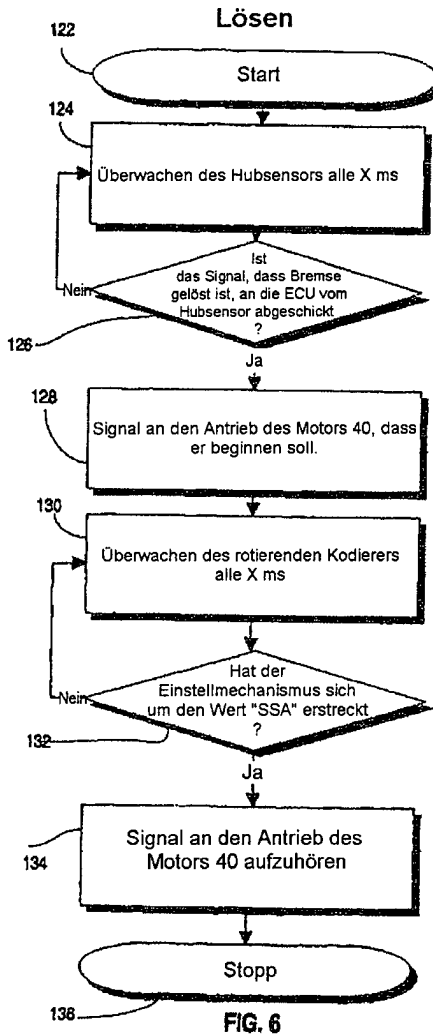 Lösen
122
Start
124
Überwachen des Hubsensors alle X ms
Ist
das Signal, dass Bremse
gelöst ist, an die ECU vom
Hubsensor abgeschickt
?
Nein
126
Ja
128
Signal an den Antrieb des Motors 40, dass
er beginnen soll.
130
Überwachen des rotierenden Kodierers
alle X ms
Hat der
Einstellmechanismus sich
um den Wert "SSA" erstreckt
?
Nein
132
Ja
Signal an den Antrieb des
Motors 40 aufzuhören
134
Stopp
136
FIG. 6